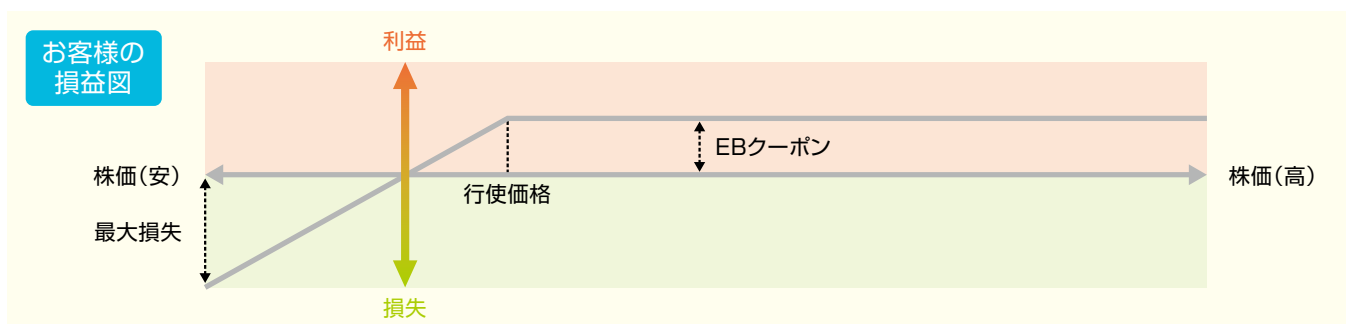 お客様の
損益図
利益
EBクーポン
株価(安)
株価(高)
行使価格
最大損失
損失